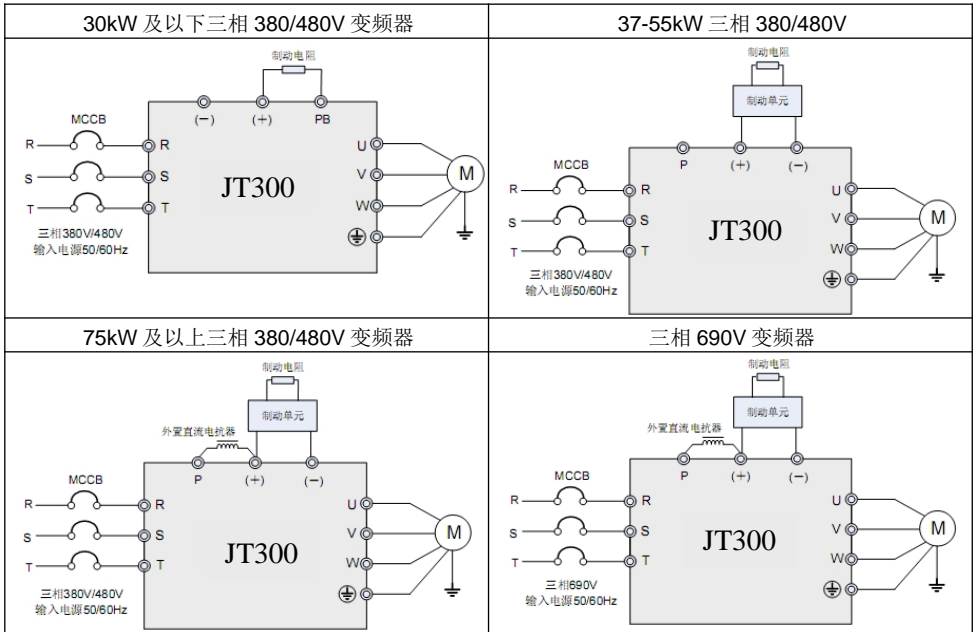 30kW 及以下三相 380/480V 变频器
制动电阻
(−)
(+)
PB
MCCB
R
R
S
S
T
T
JT300
U
V
W
M
三相380V/480V
输入电源50/60Hz
37-55kW 三相 380/480V
制动电阻
制动单元
P
(+)
(−)
MCCB
R
R
S
S
T
T
JT300
U
V
W
M
三相380V/480V
输入电源50/60Hz
75kW 及以上三相 380/480V 变频器
制动电阻
制动单元
外置直流电抗器
P
(+)
(−)
MCCB
R
R
S
S
T
T
JT300
U
V
W
M
三相380V/480V
输入电源50/60Hz
三相 690V 变频器
制动电阻
制动单元
外置直流电抗器
P
(+)
(−)
MCCB
R
R
S
S
T
T
JT300
U
V
W
M
三相690V
输入电源50/60Hz